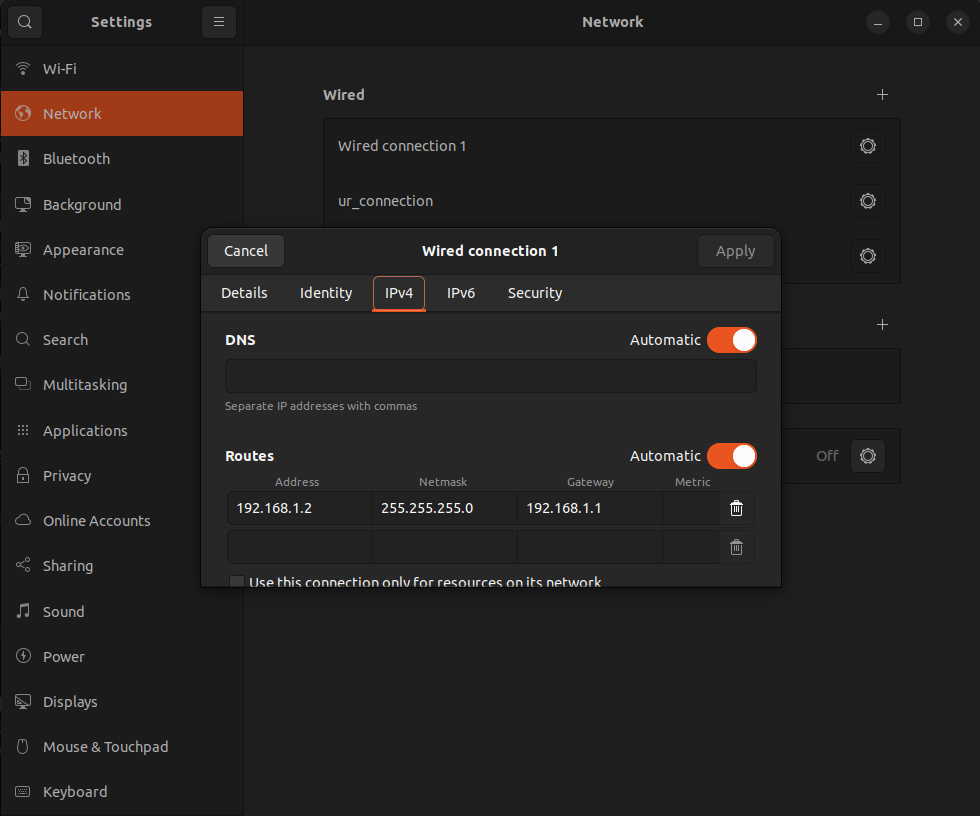 Settings
Network
Wi-Fi
Network
Bluetooth
Background
Appearance
Notifications
Search
Multitasking
Applications
Privacy
Online Accounts
Sharing
Sound
Power
Displays
Mouse & Touchpad
Keyboard
Wired
Wired connection 1
ur_connection
Off
Cancel
Wired connection 1
Apply
Details Identity IPv4 IPv6 Security
DNS Automatic
Separate IP addresses with commas
Routes Automatic
Address Netmask Gateway Metric
192.168.1.2 255.255.255.0 192.168.1.1
Use this connection only for resources on its network